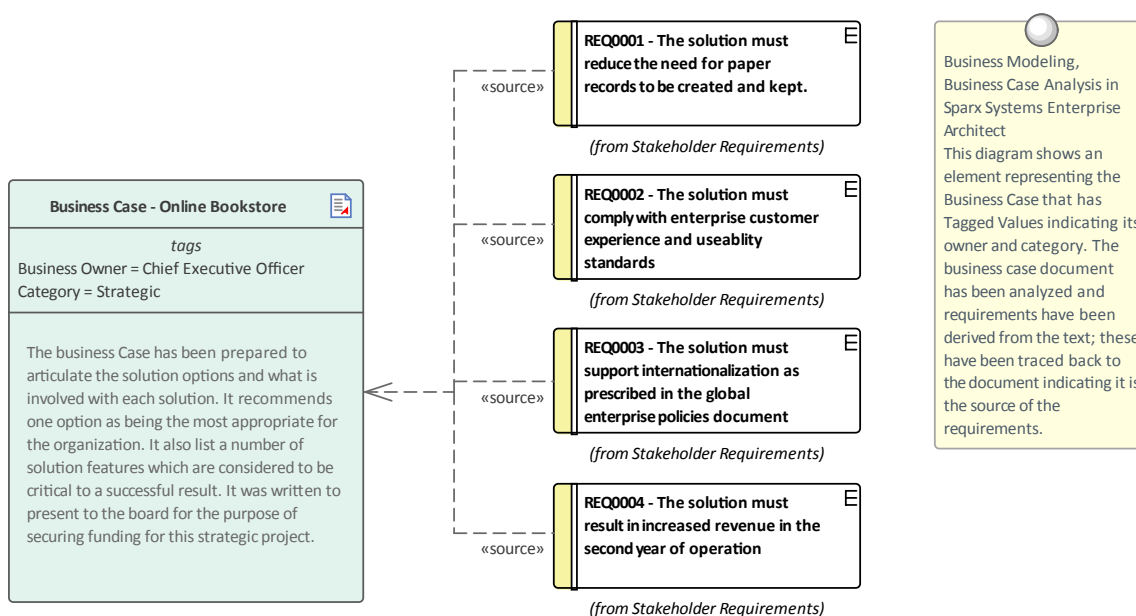 Business Case - Online Bookstore
tags
Business Owner = Chief Executive Officer
Category = Strategic
The business Case has been prepared to
articulate the solution options and what is
involved with each solution. It recommends
one option as being the most appropriate for
the organization. It also list a number of
solution features which are considered to be
critical to a successful result. It was written to
present to the board for the purpose of
securing funding for this strategic project.
«source»
REQ0001 - The solution must
reduce the need for paper
records to be created and kept.
E
(from Stakeholder Requirements)
«source»
REQ0002 - The solution must
comply with enterprise customer
experience and useablity
standards
E
(from Stakeholder Requirements)
«source»
REQ0003 - The solution must
support internationalization as
prescribed in the global
enterprise policies document
E
(from Stakeholder Requirements)
«source»
REQ0004 - The solution must
result in increased revenue in the
second year of operation
E
(from Stakeholder Requirements)
Business Modeling,
Business Case Analysis in
Sparx Systems Enterprise
Architect
This diagram shows an
element representing the
Business Case that has
Tagged Values indicating its
owner and category. The
business case document
has been analyzed and
requirements have been
derived from the text; these
have been traced back to
the document indicating it is
the source of the
requirements.